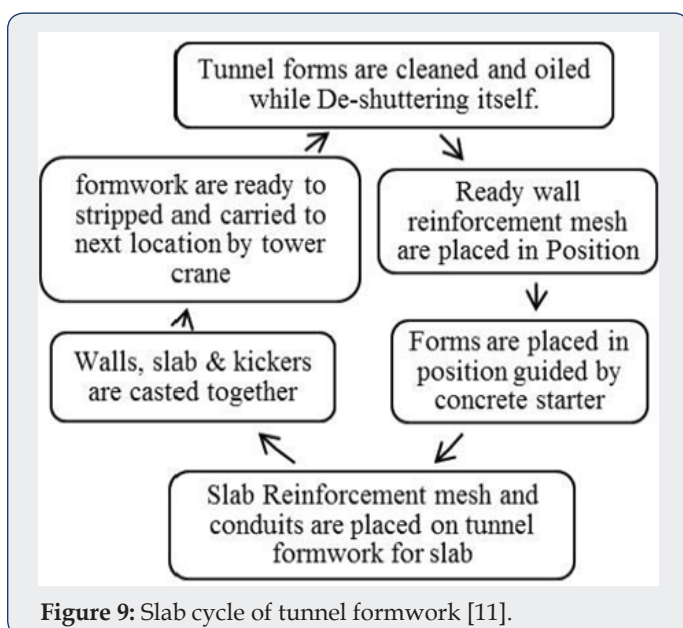 Tunnel forms are cleaned and oiled
while De-shuttering itself.
Ready wall
reinforcement mesh
are placed in Position
Forms are placed in
position guided by
concrete starter
Slab Reinforcement mesh and
conduits are placed on tunnel
formwork for slab
Walls, slab & kickers
are casted together
formwork are ready to
stripped and carried to
next location by tower
crane
Figure 9: Slab cycle of tunnel formwork [11].